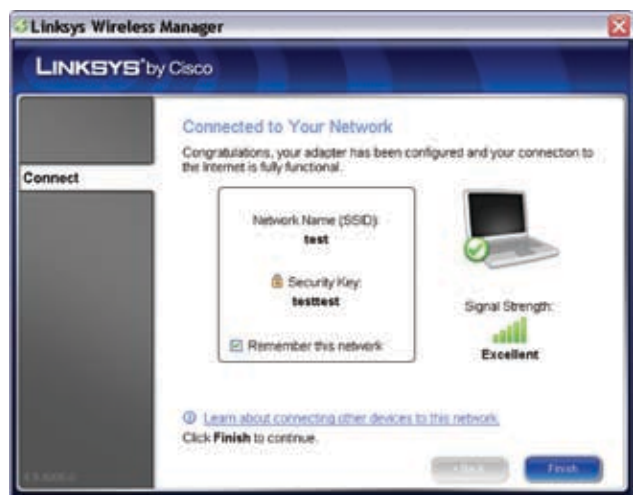 Linksys Wireless Manager
LINKSYS® by Cisco
Connect
Connected to Your Network
Congratulations, your adapter has been configured and your connection to
the Internet is fully functional.
Network Name (SSID):
test
Security Key:
testtest
Remember this network
Signal Strength:
Excellent
Learn about connecting other devices to this network.
Click Finish to continue.
Finish